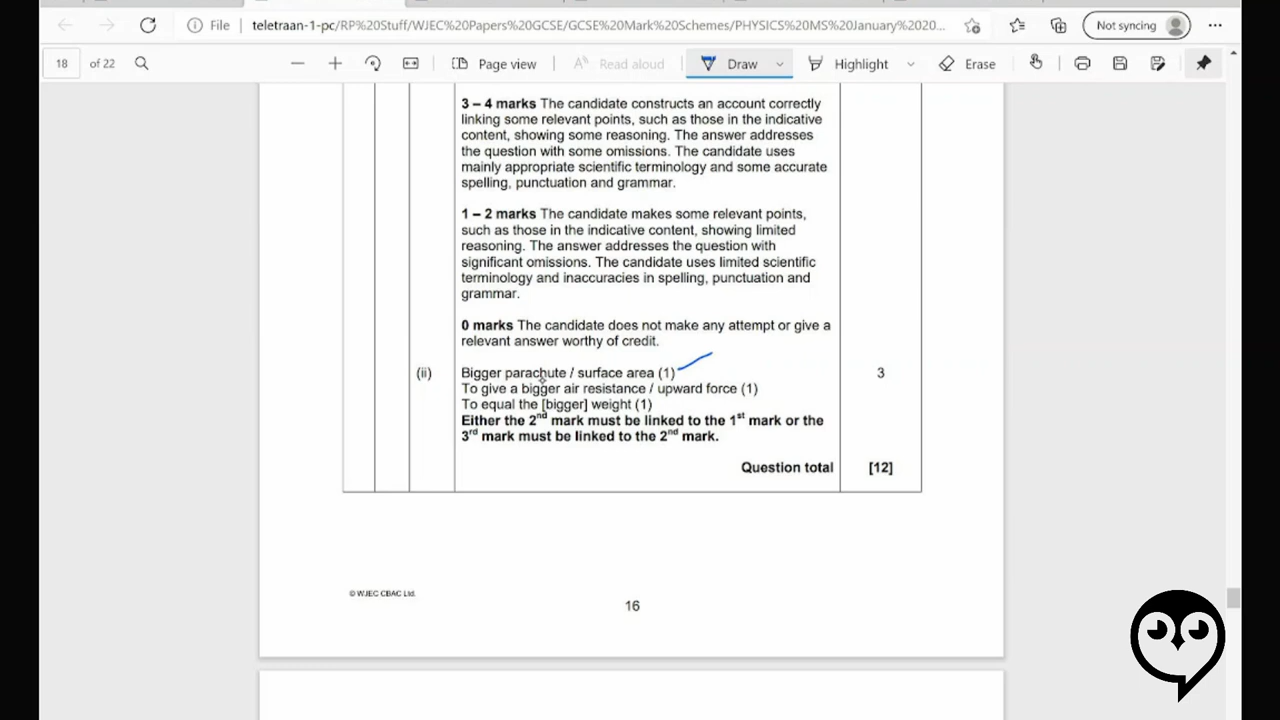 File
teletraan-1-pc/RP%20Stuff/WJEC%20Papers%20GCSE/GCSE%20Mark%20Schemes/PHYSICS%20MS%20January%2020...
Not syncing
18 of 22
Page view
Read aloud
Draw
Highlight
Erase
3 – 4 marks The candidate constructs an account correctly
linking some relevant points, such as those in the indicative
content, showing some reasoning. The answer addresses
the question with some omissions. The candidate uses
mainly appropriate scientific terminology and some accurate
spelling, punctuation and grammar.
1 – 2 marks The candidate makes some relevant points,
such as those in the indicative content, showing limited
reasoning. The answer addresses the question with
significant omissions. The candidate uses limited scientific
terminology and inaccuracies in spelling, punctuation and
grammar.
0 marks The candidate does not make any attempt or give a
relevant answer worthy of credit.
(ii) Bigger parachute / surface area (1) 3
To give a bigger air resistance / upward force (1)
To equal the [bigger] weight (1)
Either the 2nd mark must be linked to the 1st mark or the
3rd mark must be linked to the 2nd mark.
Question total [12]
© WJEC CBAC Ltd.
16